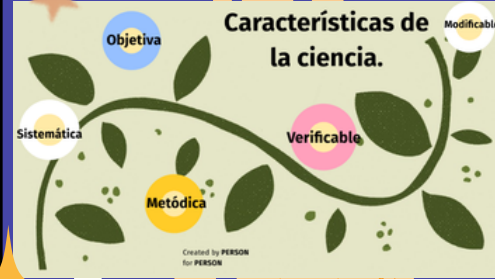 Características de
la ciencia.
Modificable
Objetiva
Sistemática
Verificable
Metódica
Created by PERSON
for PERSON